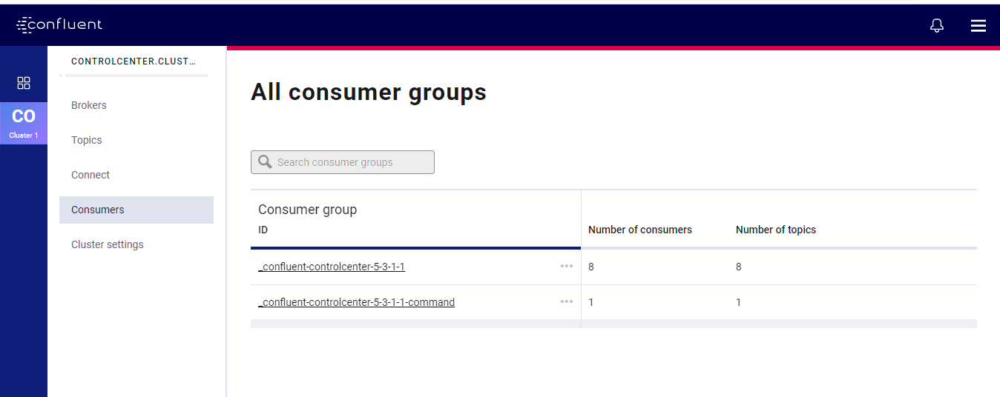 confluent
CONTROLCENTER.CLUST...
CO
Cluster 1
Brokers
Topics
Connect
Consumers
Cluster settings
All consumer groups
Search consumer groups
Consumer group
ID Number of consumers Number of topics
_confluent-controlcenter-5-3-1-1 8 8
_confluent-controlcenter-5-3-1-1-command 1 1